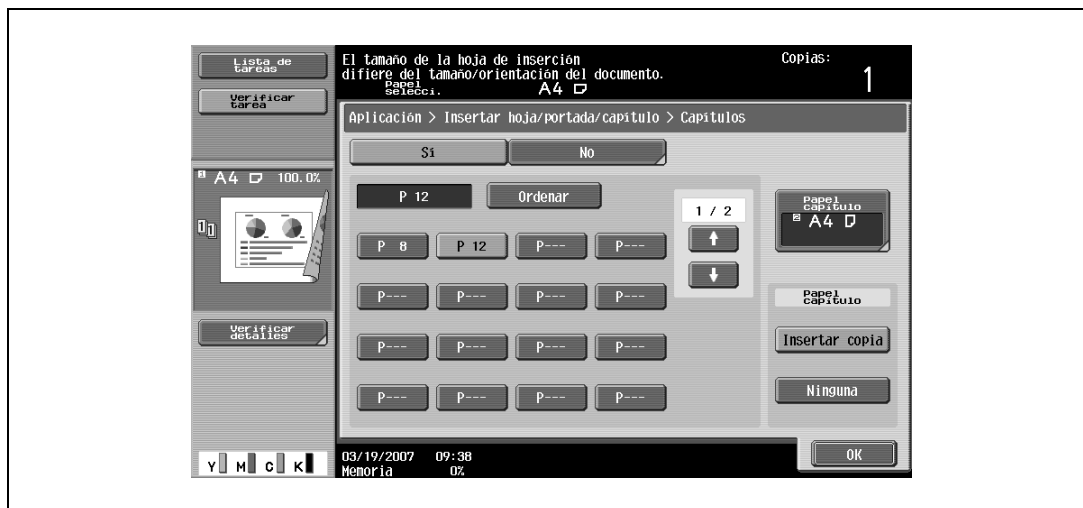 Lista de
tareas
Verificar
tarea
A4 100.0%
1 1
Verificar
detalles
Y M C K
El tamaño de la hoja de inserción
difiere del tamaño/orientación del documento.
Papel
selecci. A4
Copias:
1
Aplicación > Insertar hoja/portada/capítulo > Capítulos
Sí No
P 12 Ordenar
1 / 2
P 8 P 12 P--- P---
P--- P--- P--- P---
P--- P--- P--- P---
P--- P--- P--- P---
Papel
capítulo
A4
Papel
capítulo
Insertar copia
Ninguna
03/19/2007 09:38
Memoria 0%
OK